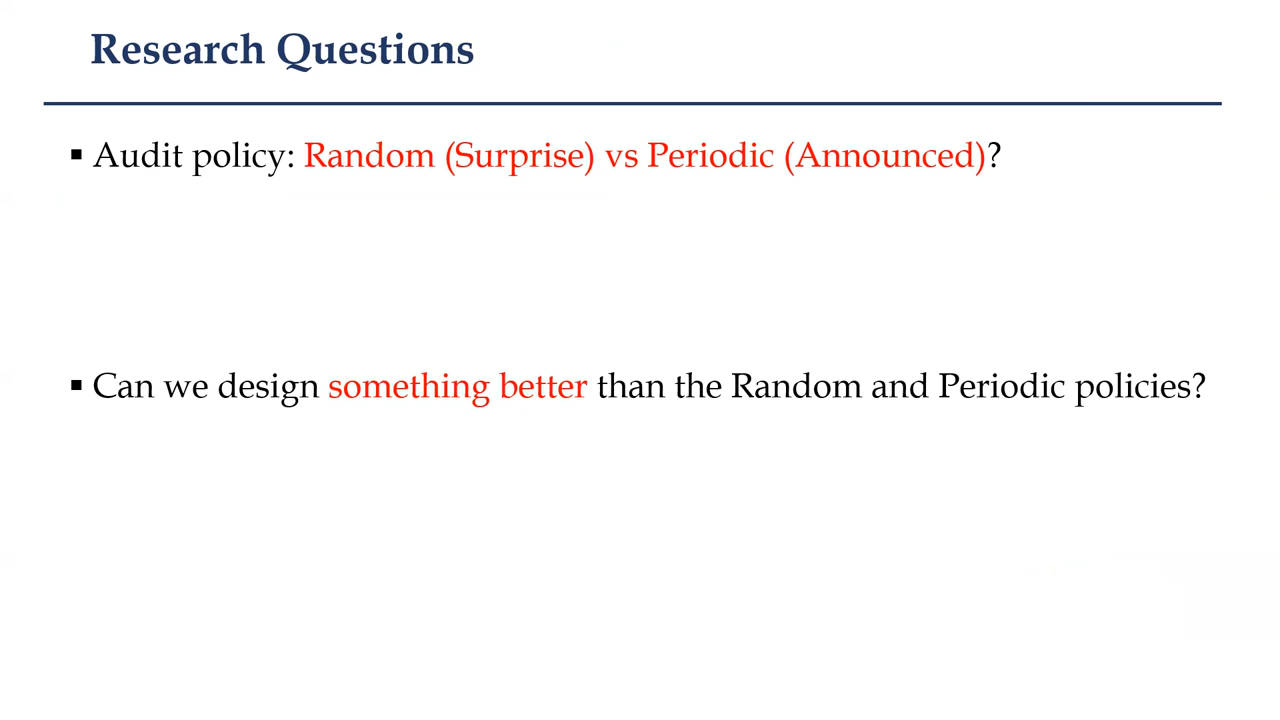 Research Questions
▪ Audit policy: Random (Surprise) vs Periodic (Announced)?
▪ Can we design something better than the Random and Periodic policies?